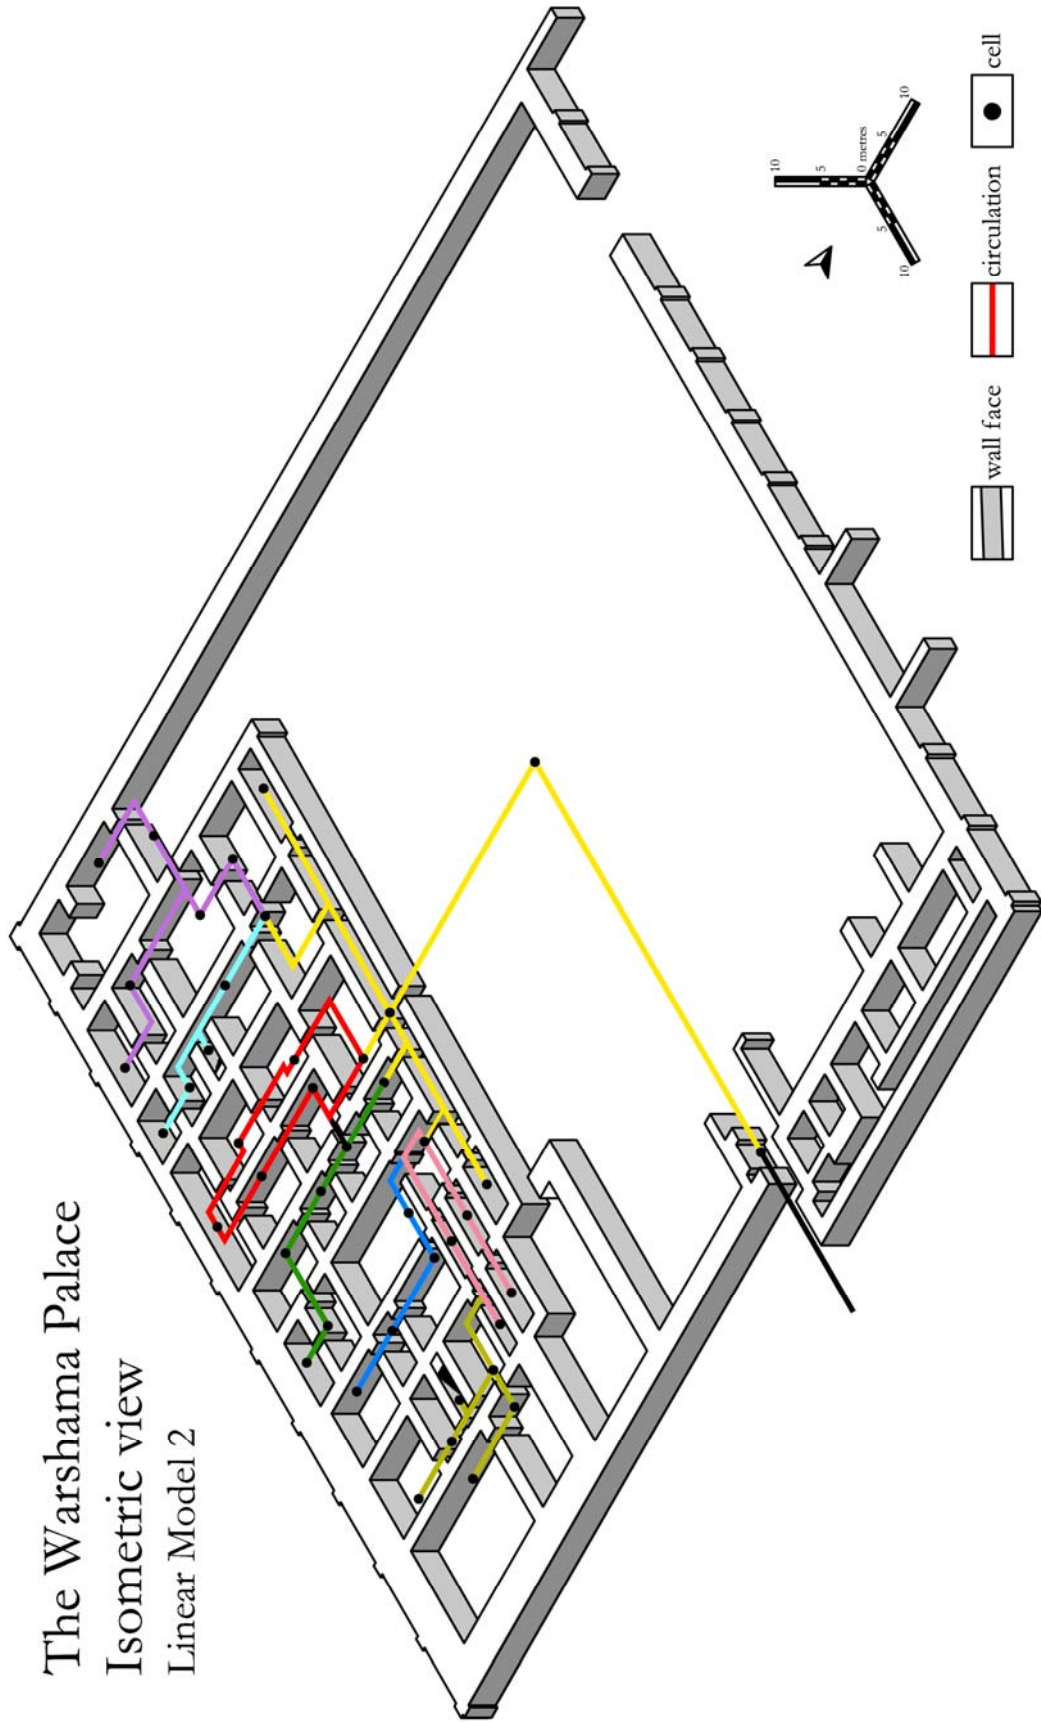 The Warshama Palace
Isometric view
Linear Model 2
10
5
0 metres
5
10
5
10
wall face
circulation
cell